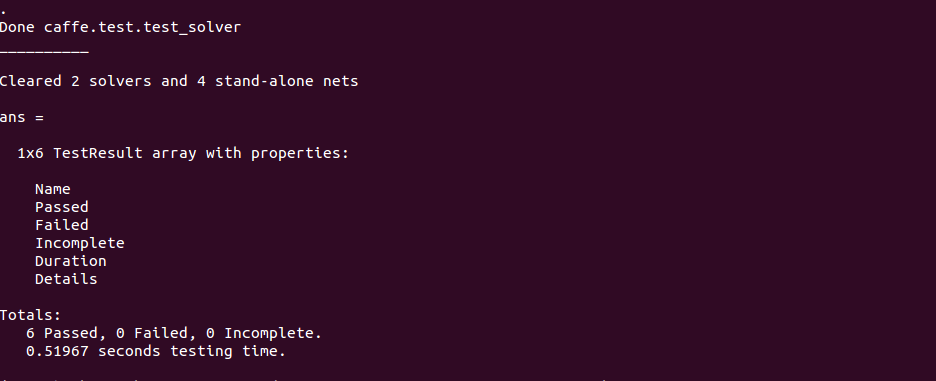 .
Done caffe.test.test_solver
__________
Cleared 2 solvers and 4 stand-alone nets
ans =
1x6 TestResult array with properties:
Name
Passed
Failed
Incomplete
Duration
Details
Totals:
6 Passed, 0 Failed, 0 Incomplete.
0.51967 seconds testing time.